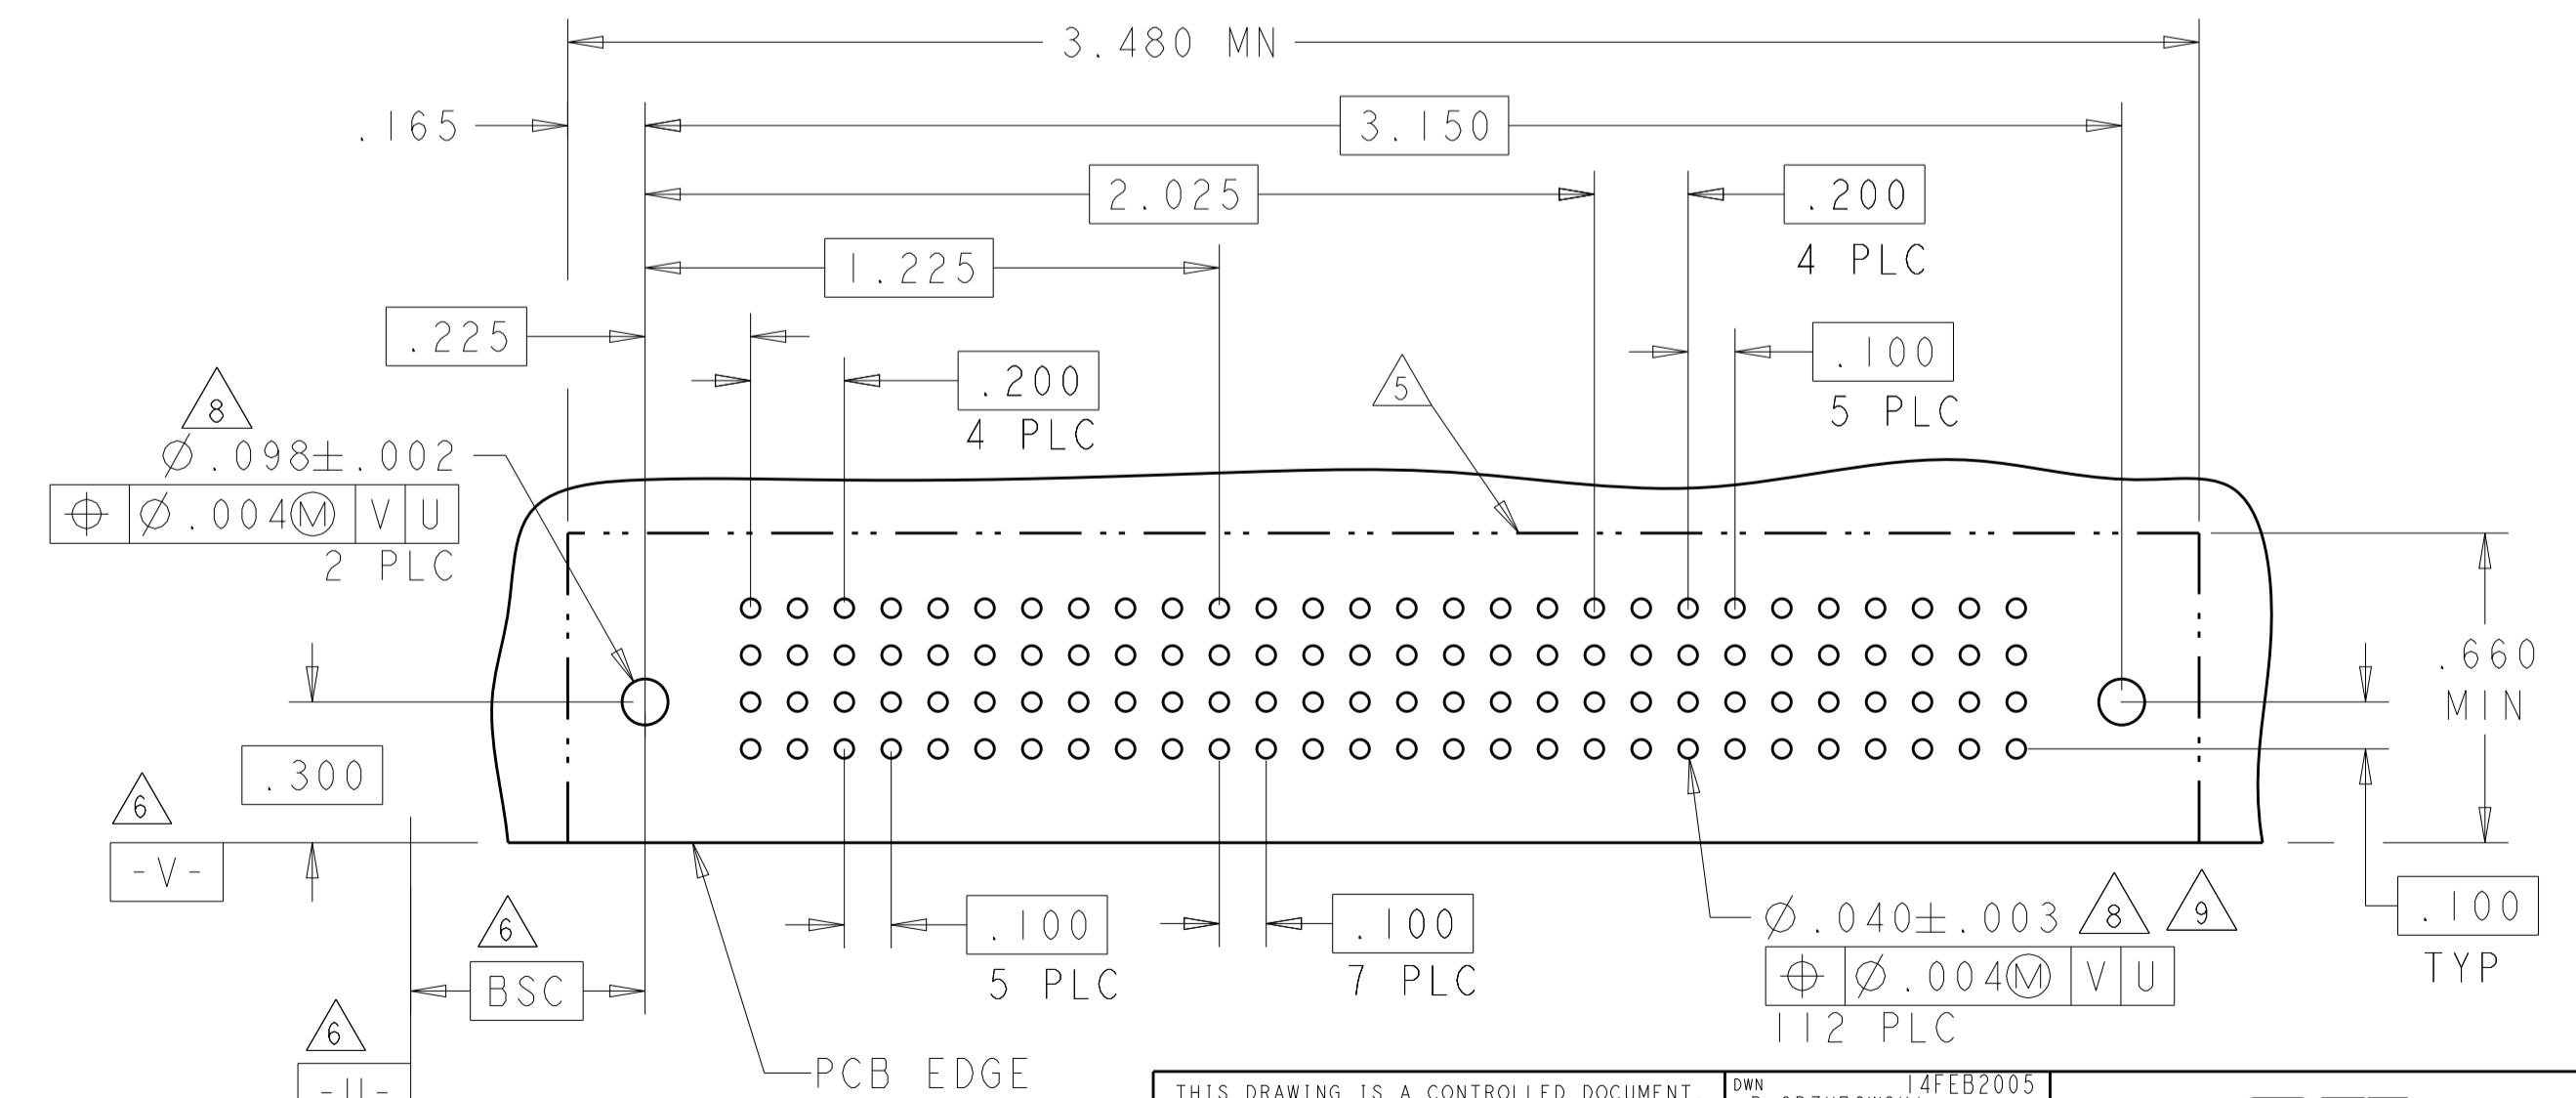 3.480 MN
.165
3.150
2.025
.200
4 PLC
1.225
.225
.200
4 PLC
5
.100
5 PLC
8
Ø.098±.002
⌖ Ø.004Ⓜ V U
2 PLC
.660
MIN
.300
6
-V-
6
BSC
6
-U-
.100
5 PLC
.100
7 PLC
Ø.040±.003
8
9
⌖ Ø.004Ⓜ V U
112 PLC
.100
TYP
PCB EDGE
THIS DRAWING IS A CONTROLLED DOCUMENT.
DWN
14FEB2005